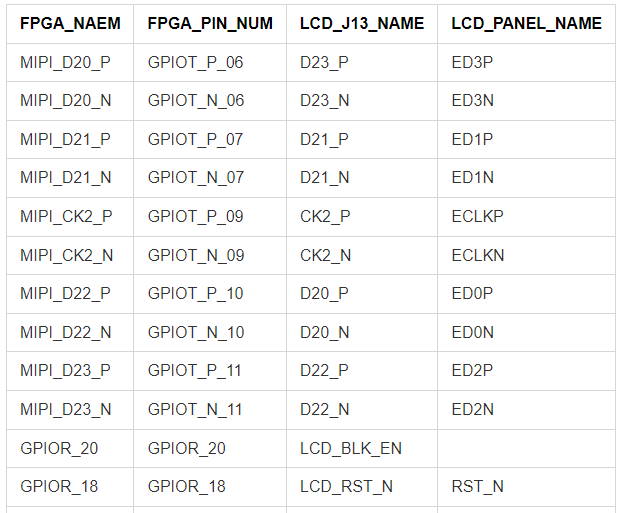 FPGA_NAEM FPGA_PIN_NUM LCD_J13_NAME LCD_PANEL_NAME
MIPI_D20_P GPIOT_P_06 D23_P ED3P
MIPI_D20_N GPIOT_N_06 D23_N ED3N
MIPI_D21_P GPIOT_P_07 D21_P ED1P
MIPI_D21_N GPIOT_N_07 D21_N ED1N
MIPI_CK2_P GPIOT_P_09 CK2_P ECLKP
MIPI_CK2_N GPIOT_N_09 CK2_N ECLKN
MIPI_D22_P GPIOT_P_10 D20_P ED0P
MIPI_D22_N GPIOT_N_10 D20_N ED0N
MIPI_D23_P GPIOT_P_11 D22_P ED2P
MIPI_D23_N GPIOT_N_11 D22_N ED2N
GPIOR_20 GPIOR_20 LCD_BLK_EN
GPIOR_18 GPIOR_18 LCD_RST_N RST_N